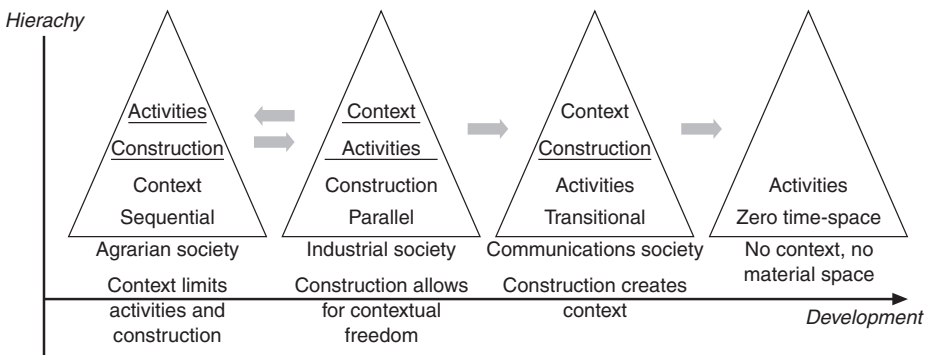 Hierachy
Activities
Construction
Context
Sequential
Agrarian society
Context limits
activities and
construction
Context
Activities
Construction
Parallel
Industrial society
Construction allows
for contextual
freedom
Context
Construction
Activities
Transitional
Communications society
Construction creates
context
Activities
Zero time-space
No context, no
material space
Development